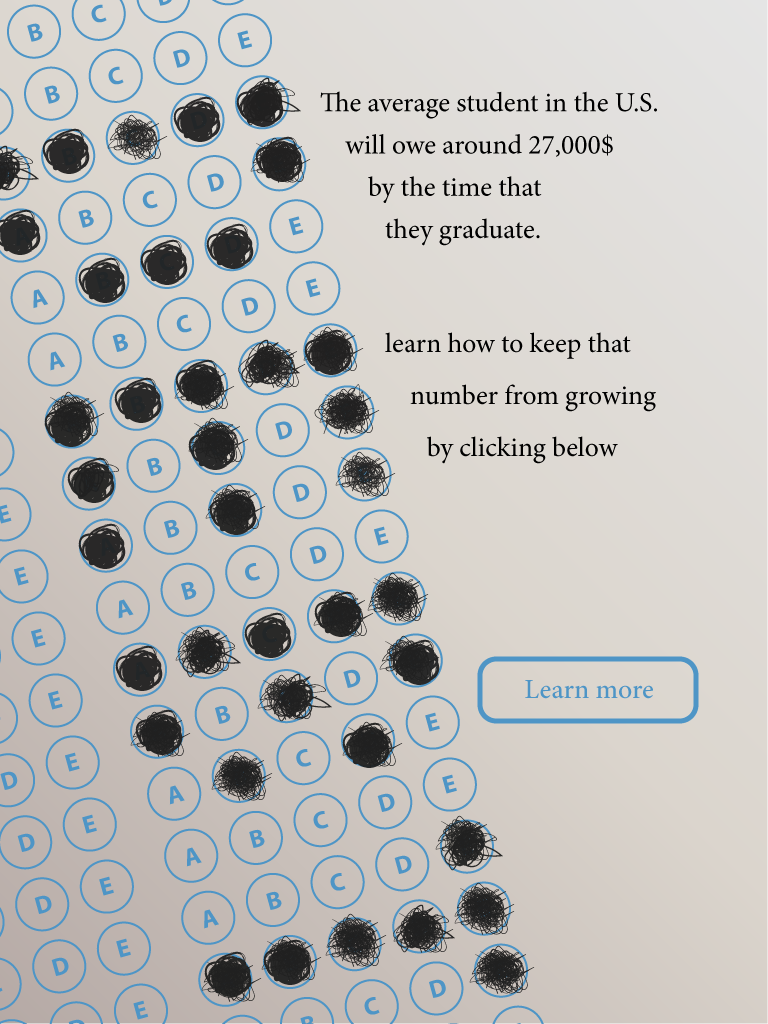 The average student in the U.S.
will owe around 27,000$
by the time that
they graduate.
learn how to keep that
number from growing
by clicking below
Learn more
B C
B C D E
B C D E
B C D
E
A B C D E
A B C D
B D
B D
A B C D E
B D
A C E
A B C D E
A B C D
A B C D
E
E
E
E
D E
D E
D E
D E
D E